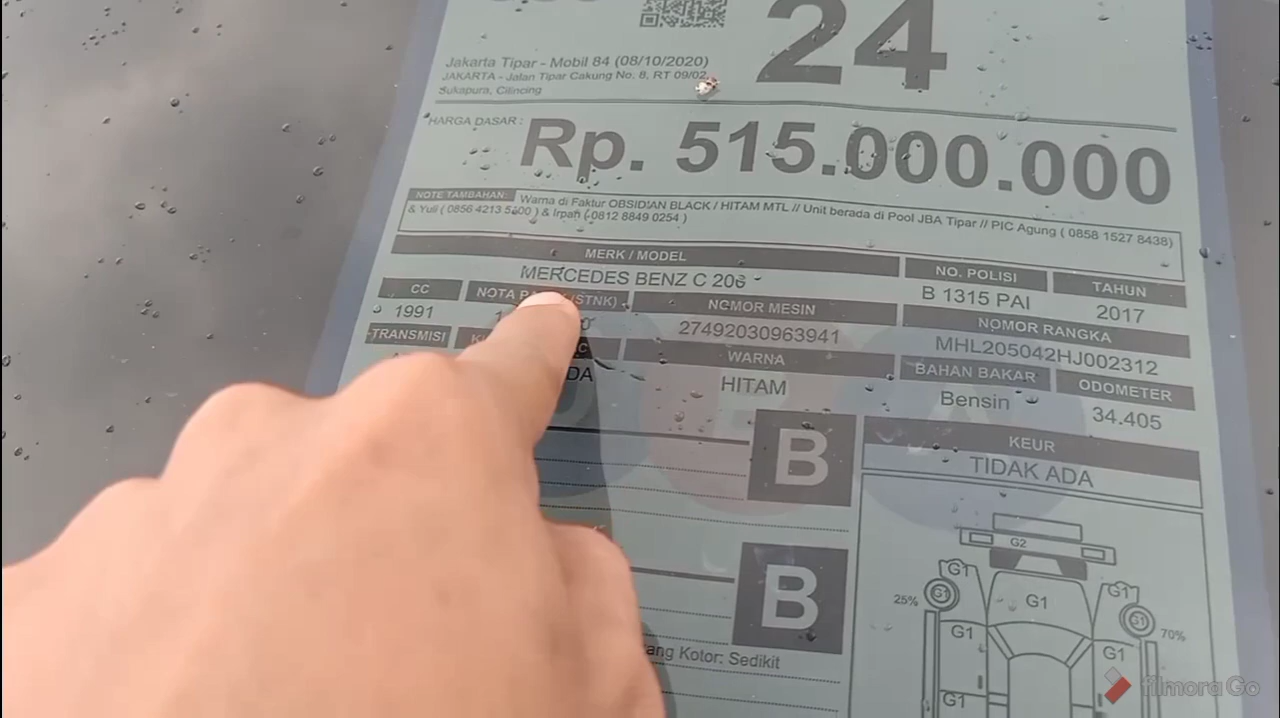 24
Jakarta Tipar - Mobil 84 (08/10/2020)
JAKARTA - Jalan Tipar Cakung No. 8, RT 09/02,
Sukapura, Cilincing
HARGA DASAR :
Rp. 515.000.000
NOTE TAMBAHAN: Warna di Faktur OBSIDIAN BLACK / HITAM MTL // Unit berada di Pool JBA Tipar // PIC Agung ( 0858 1527 8438)
& Yuli ( 0856 4213 5100 ) & Irpan ( 0812 8849 0254 )
MERK / MODEL NO. POLISI TAHUN
MERCEDES BENZ C 206 B 1315 PAI 2017
CC NOTA (STNK) NOMOR MESIN NOMOR RANGKA
1991 27492030963941 MHL205042HJ002312
TRANSMISI WARNA BAHAN BAKAR ODOMETER
HITAM Bensin 34.405
B
KEUR
TIDAK ADA
B
Kotor: Sedikit
G2
G1 G1
25% G1 G1 G1 70%
G1 G1
G1
filmora Go